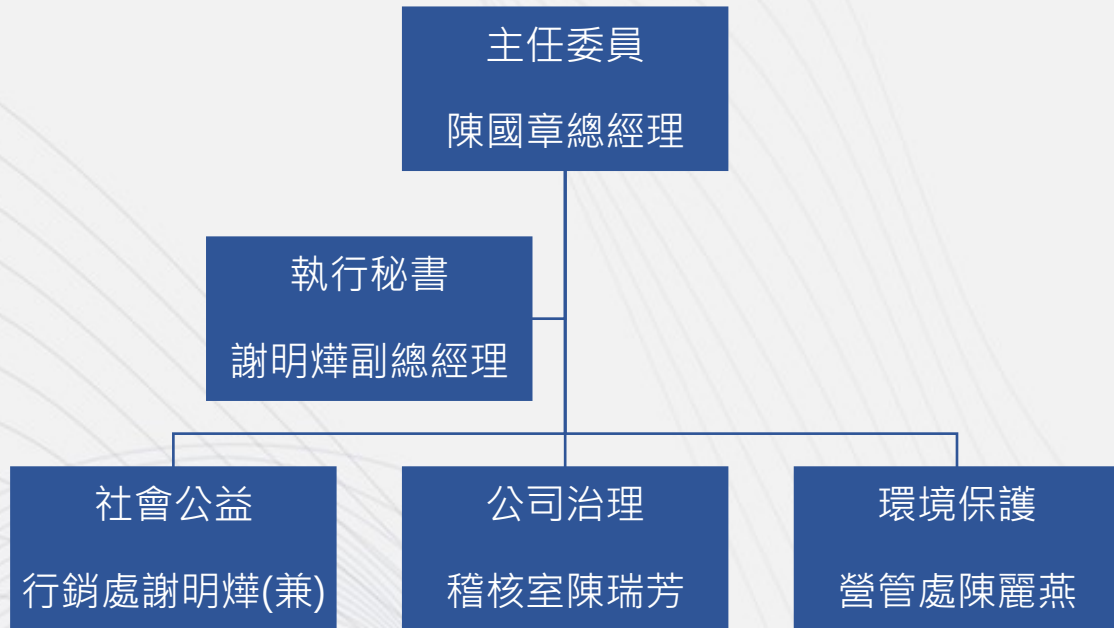 主任委員
陳國章總經理
執行秘書
謝明燁副總經理
社會公益
行銷處謝明燁(兼)
公司治理
稽核室陳瑞芳
環境保護
營管處陳麗燕